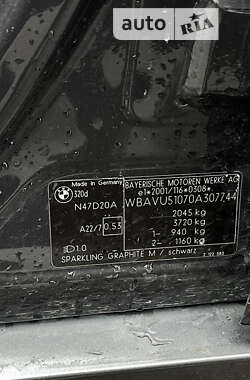 auto RIA
Made in Germany
BAYERISCHE MOTOREN WERKE AG
e1*2001/116*0308*.
320d
N47D20A
WBAVU51070A307744
2045 kg
A22/7 0.53
3720 kg
1- 940 kg
1.0
2- 1160 kg
SPARKLING GRAPHITE M / schwarz